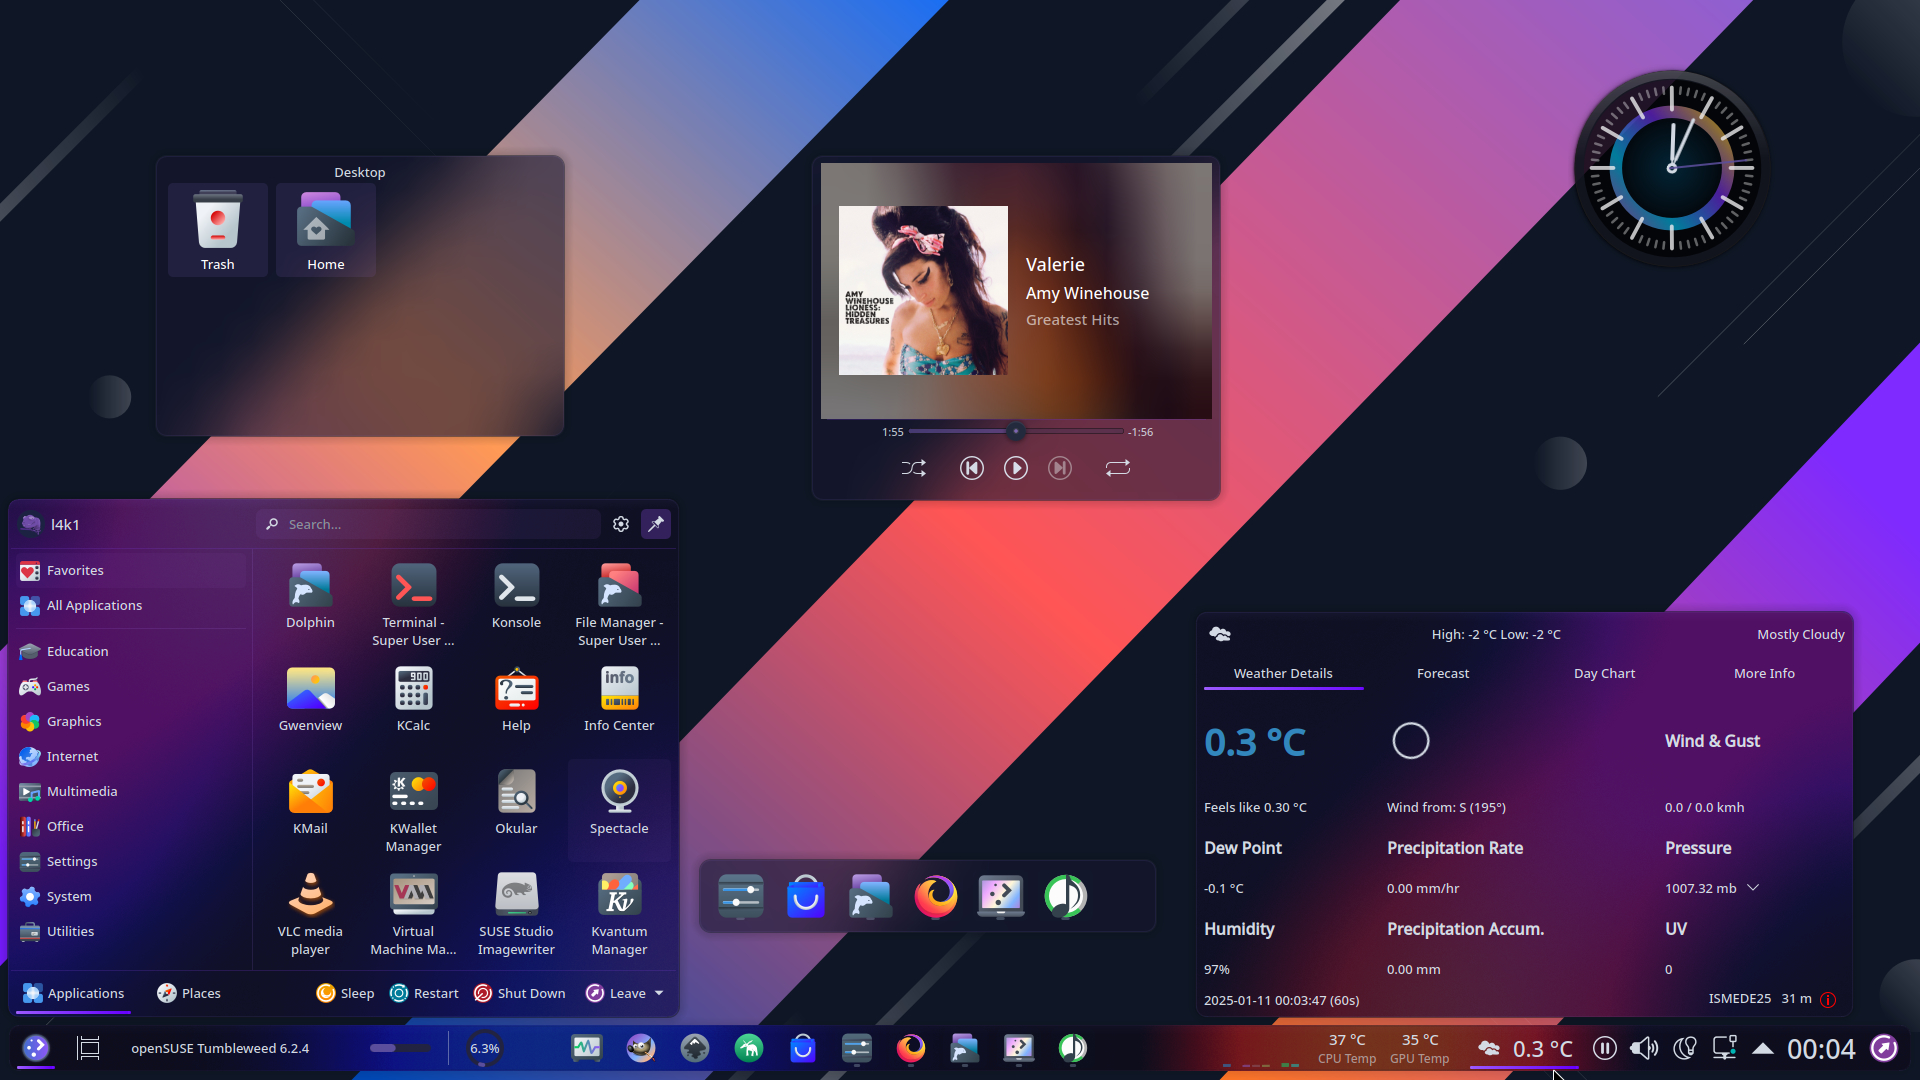 Desktop
Trash
Home
AMY
WINEHOUSE
LIONESS:
HIDDEN
TREASURES
Valerie
Amy Winehouse
Greatest Hits
1:55
-1:56
l4k1
Search...
Favorites
All Applications
Education
Games
Graphics
Internet
Multimedia
Office
Settings
System
Utilities
Dolphin
Terminal -
Super User ...
Konsole
File Manager -
Super User ...
Gwenview
900
KCalc
?
Help
info
Info Center
KMail
K
KWallet
Manager
Okular
Spectacle
VLC media
player
VMM
Virtual
Machine Ma...
SUSE Studio
Imagewriter
Kv
Kvantum
Manager
Applications
Places
Sleep
Restart
Shut Down
Leave
High: -2 °C Low: -2 °C
Mostly Cloudy
Weather Details
Forecast
Day Chart
More Info
0.3 °C
Wind & Gust
Feels like 0.30 °C
Wind from: S (195°)
0.0 / 0.0 kmh
Dew Point
Precipitation Rate
Pressure
-0.1 °C
0.00 mm/hr
1007.32 mb
Humidity
Precipitation Accum.
UV
97%
0.00 mm
0
2025-01-11 00:03:47 (60s)
ISMEDE25 31 m
openSUSE Tumbleweed 6.2.4
6.3%
37 °C
CPU Temp
35 °C
GPU Temp
0.3 °C
00:04